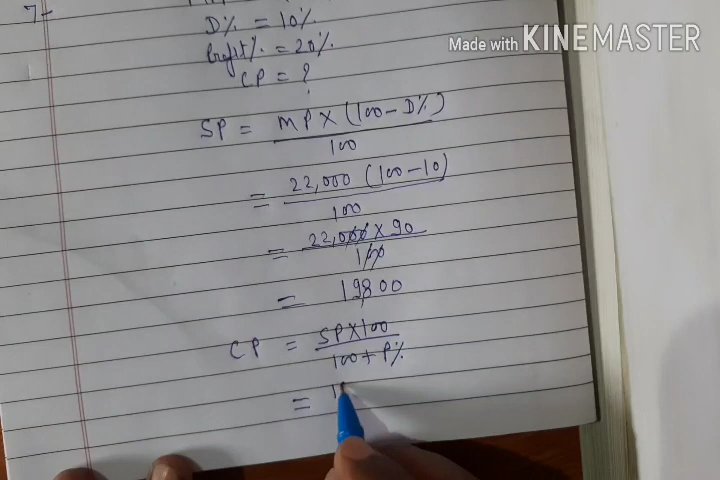 7-
D% = 10%
Made with KINEMASTER
Profit% = 20%
CP = ?
SP = MP X (100 - D%)
100
= 22,000 (100 - 10)
100
= 22,000 X 90
100
= 19800
CP = SP X 100
100 + P%
= 1